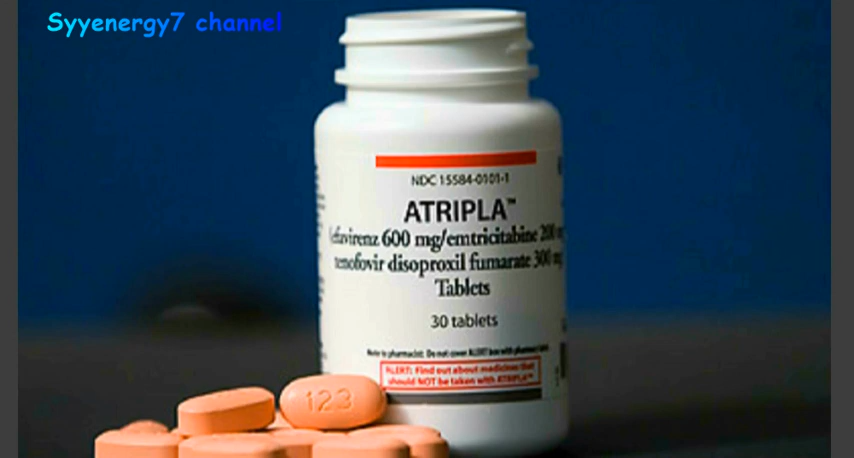 Syyenergy7 channel
NDC 15584-0101-1
ATRIPLA™
efavirenz 600 mg/emtricitabine 200
tenofovir disoproxil fumarate 300 mg
Tablets
30 tablets
Note to pharmacist: Do not cover ALERT box with pharmacy
ALERT: Find out about medicines that
should NOT be taken with ATRIPLA™
123